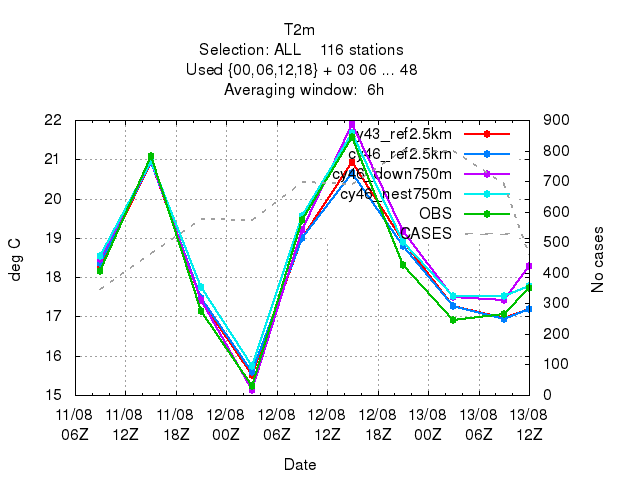 T2m
Selection: ALL    116 stations
Used {00,06,12,18} + 03 06 ... 48
Averaging window:  6h
22
21
20
19
18
17
16
15
deg C
900
800
700
600
500
400
300
200
100
0
No cases
cy43_ref2.5km
cy46_ref2.5km
cy46_down750m
cy46_nest750m
OBS
CASES
11/08 11/08 11/08 12/08 12/08 12/08 12/08 13/08 13/08 13/08
06Z 12Z 18Z 00Z 06Z 12Z 18Z 00Z 06Z 12Z
Date